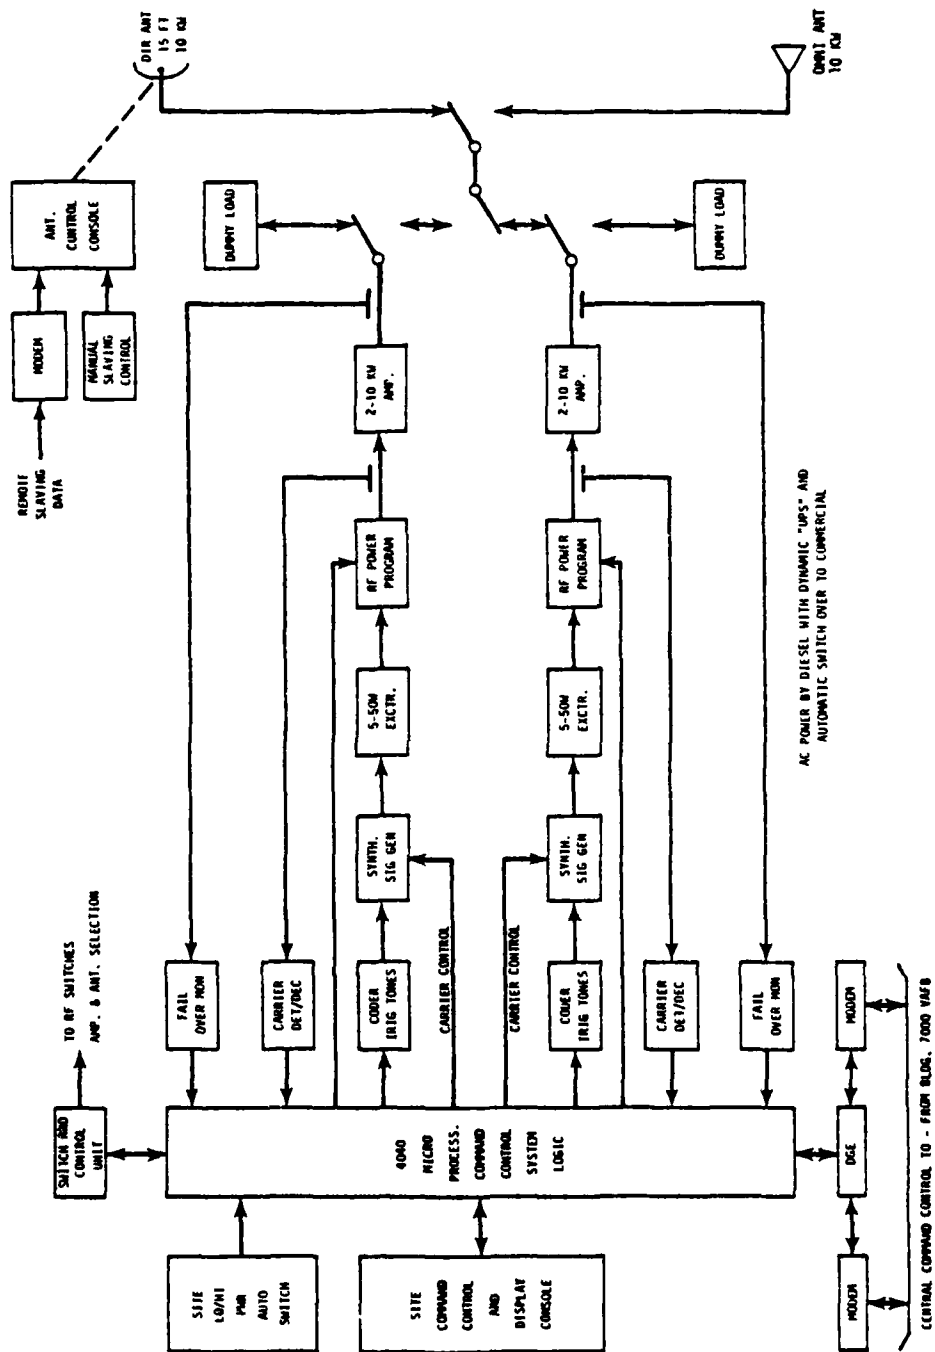 SITE
LO/HI
PWR
AUTO
SWITCH
SITE
COMMAND
CONTROL
AND
DISPLAY
CONSOLE
SWITCH AND
CONTROL
UNIT
TO RF SWITCHES
AMP. & ANT. SELECTION
4040
MICRO
PROCESS.
COMMAND
CONTROL
SYSTEM
LOGIC
FAIL
OVER MON
CARRIER
DET/DEC
CODER
IRIG TONES
CARRIER CONTROL
CARRIER CONTROL
CODER
IRIG TONES
CARRIER
DET/DEC
FAIL
OVER MON
SYNTH.
SIG GEN
5-50W
EXCTR.
RF POWER
PROGRAM
2-10 KW
AMP.
SYNTH.
SIG GEN
5-50W
EXCTR.
RF POWER
PROGRAM
2-10 KW
AMP.
DUMMY LOAD
DUMMY LOAD
REMOTE
SLAVING
DATA
MODEM
MANUAL
SLAVING
CONTROL
ANT.
CONTROL
CONSOLE
DIR ANT
15 FT
10 KW
OMNI ANT
10 KW
AC POWER BY DIESEL WITH DYNAMIC "UPS" AND
AUTOMATIC SWITCH OVER TO COMMERCIAL
MODEM
DGE
MODEM
CENTRAL COMMAND CONTROL TO - FROM BLDG. 7000 VAFB